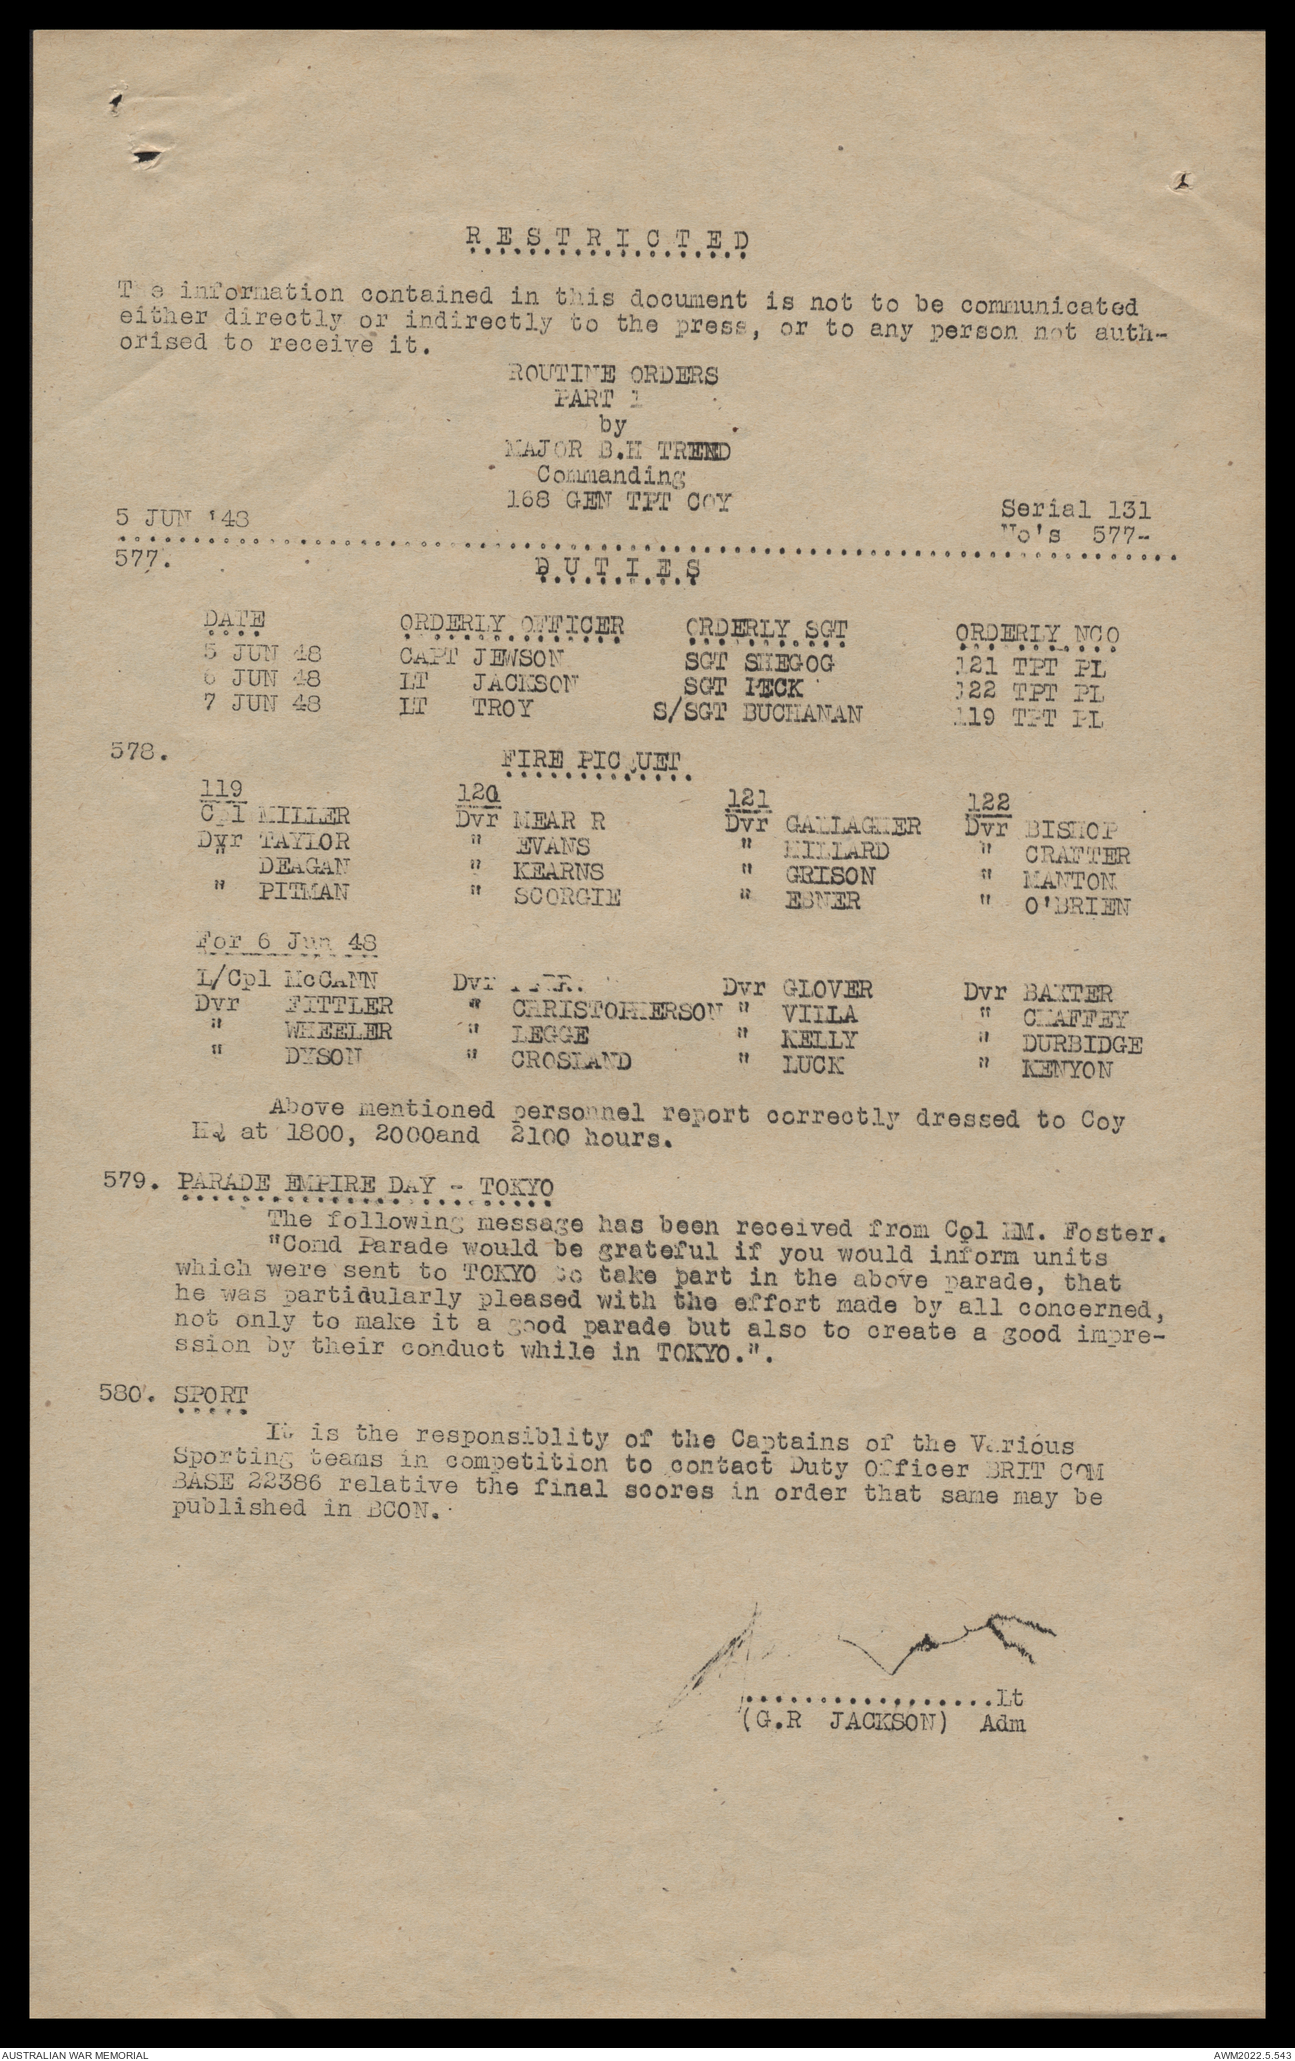 RESTRICTED
The information contained in this document is not to be communicated
either directly or indirectly to the press, or to any person not auth-
orised to receive it.
ROUTINE ORDERS
PART 1
by
MAJOR B.H TREND
Commanding
168 GEN TPT COY
5 JUN '48 Serial 131
No's 577-
577. DUTIES
DATE ORDERLY OFFICER ORDERLY SGT ORDERLY NCO
5 JUN 48 CAPT JEWSON SGT SHEGOG 121 TPT PL
6 JUN 48 LT JACKSON SGT PECK 122 TPT PL
7 JUN 48 LT TROY S/SGT BUCHANAN 119 TPT PL
578. FIRE PICQUET
119 120 121 122
Cpl MILLER Dvr MEAR R Dvr GALLAGHER Dvr BISHOP
Dvr TAYLOR " EVANS " HILLARD " CRAFTER
" DEAGAN " KEARNS " GRISON " MANTON
" PITMAN " SCORGIE " EBNER " O'BRIEN
For 6 Jun 48
L/Cpl McCANN Dvr Dvr GLOVER Dvr BAXTER
Dvr FITTLER " CHRISTOPHERSON " VILLA " CHAFFEY
" WHEELER " LEGGE " KELLY " DURBIDGE
" DYSON " CROSLAND " LUCK " KENYON
Above mentioned personnel report correctly dressed to Coy
HQ at 1800, 2000and 2100 hours.
579. PARADE EMPIRE DAY - TOKYO
The following message has been received from Col MM. Foster.
"Comd Parade would be grateful if you would inform units
which were sent to TOKYO to take part in the above parade, that
he was partidularly pleased with the effort made by all concerned,
not only to make it a good parade but also to create a good impre-
ssion by their conduct while in TOKYO.".
580. SPORT
It is the responsiblity of the Captains of the Various
Sporting teams in competition to contact Duty Officer BRIT COM
BASE 22386 relative the final scores in order that same may be
published in BCON.
..................Lt
(G.R JACKSON) Adm
AUSTRALIAN WAR MEMORIAL AWM2022.5.543